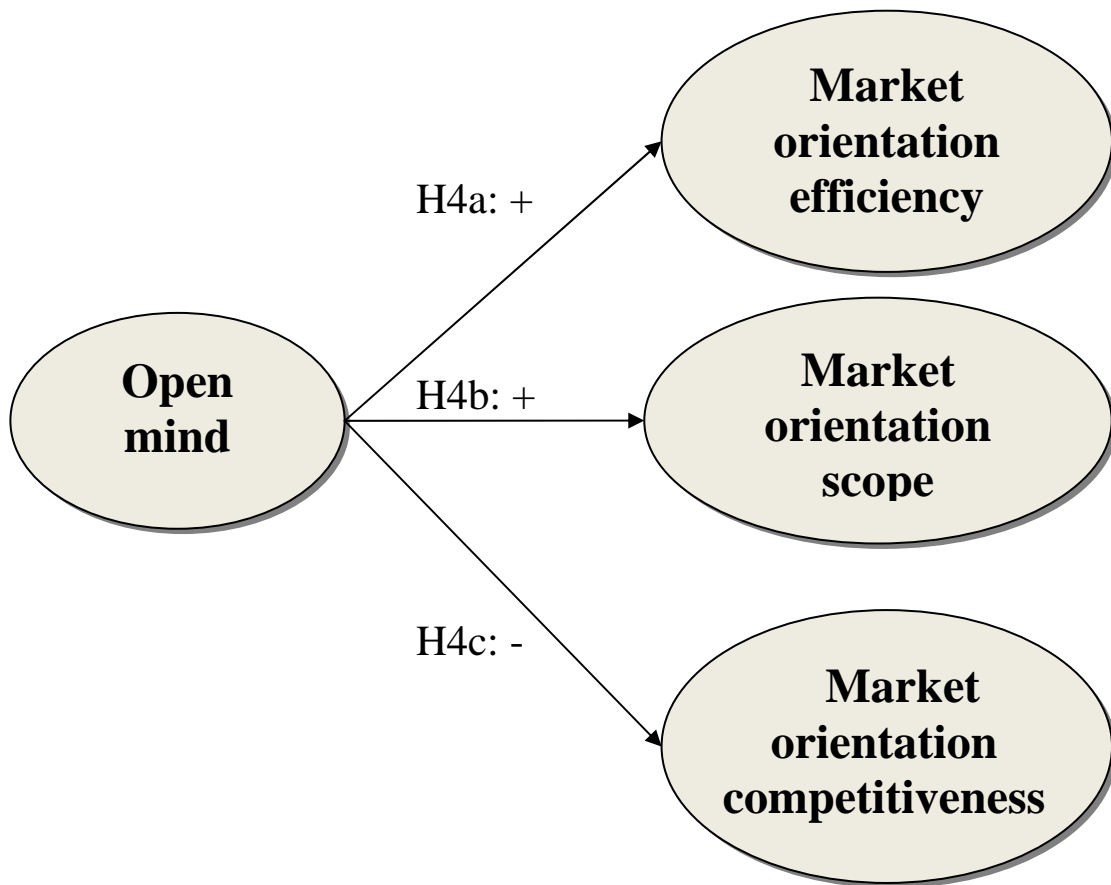 Market
orientation
efficiency
H4a: +
Open
mind
H4b: +
Market
orientation
scope
H4c: -
Market
orientation
competitiveness